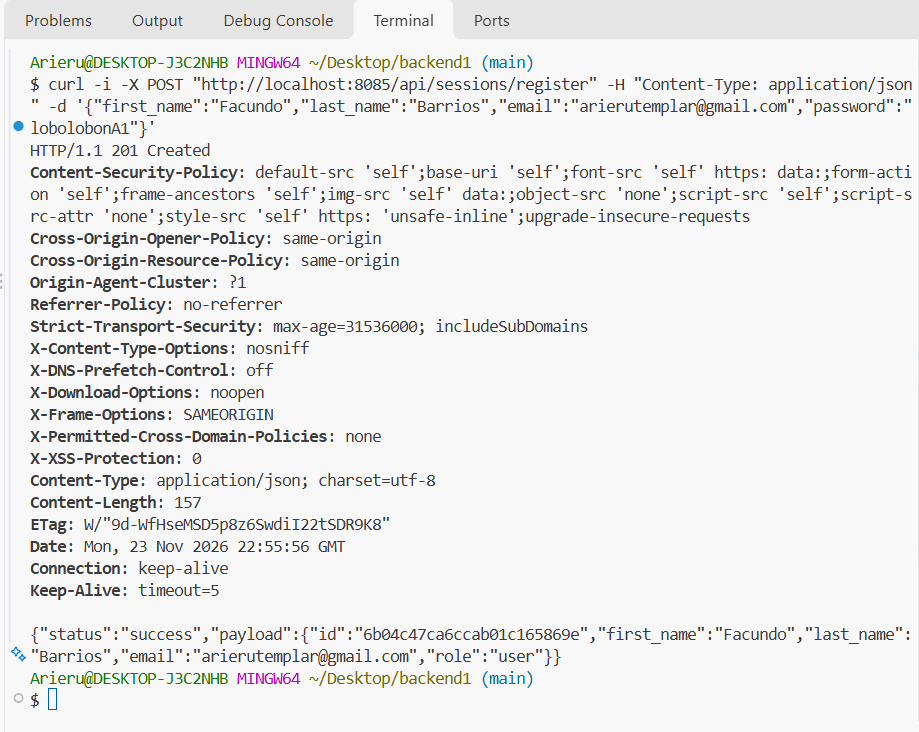 Problems Output Debug Console Terminal Ports
Arieru@DESKTOP-J3C2NHB MINGW64 ~/Desktop/backend1 (main)
$ curl -i -X POST "http://localhost:8085/api/sessions/register" -H "Content-Type: application/json
" -d '{"first_name":"Facundo","last_name":"Barrios","email":"arierutemplar@gmail.com","password":"
lobolobonA1"}'
HTTP/1.1 201 Created
Content-Security-Policy: default-src 'self';base-uri 'self';font-src 'self' https: data:;form-acti
on 'self';frame-ancestors 'self';img-src 'self' data:;object-src 'none';script-src 'self';script-s
rc-attr 'none';style-src 'self' https: 'unsafe-inline';upgrade-insecure-requests
Cross-Origin-Opener-Policy: same-origin
Cross-Origin-Resource-Policy: same-origin
Origin-Agent-Cluster: ?1
Referrer-Policy: no-referrer
Strict-Transport-Security: max-age=31536000; includeSubDomains
X-Content-Type-Options: nosniff
X-DNS-Prefetch-Control: off
X-Download-Options: noopen
X-Frame-Options: SAMEORIGIN
X-Permitted-Cross-Domain-Policies: none
X-XSS-Protection: 0
Content-Type: application/json; charset=utf-8
Content-Length: 157
ETag: W/"9d-WfHseMSD5p8z6SwdiI22tSDR9K8"
Date: Mon, 23 Nov 2026 22:55:56 GMT
Connection: keep-alive
Keep-Alive: timeout=5
{"status":"success","payload":{"id":"6b04c47ca6ccab01c165869e","first_name":"Facundo","last_name":
"Barrios","email":"arierutemplar@gmail.com","role":"user"}}
Arieru@DESKTOP-J3C2NHB MINGW64 ~/Desktop/backend1 (main)
$